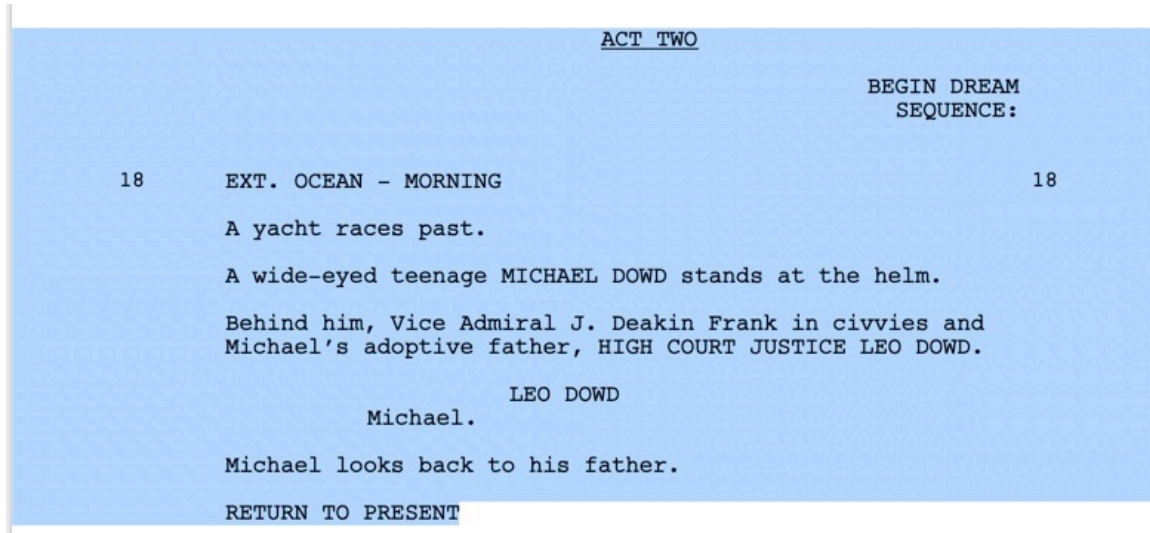 ACT TWO
BEGIN DREAM
SEQUENCE:
18 EXT. OCEAN - MORNING 18
A yacht races past.
A wide-eyed teenage MICHAEL DOWD stands at the helm.
Behind him, Vice Admiral J. Deakin Frank in civvies and
Michael's adoptive father, HIGH COURT JUSTICE LEO DOWD.
LEO DOWD
Michael.
Michael looks back to his father.
RETURN TO PRESENT